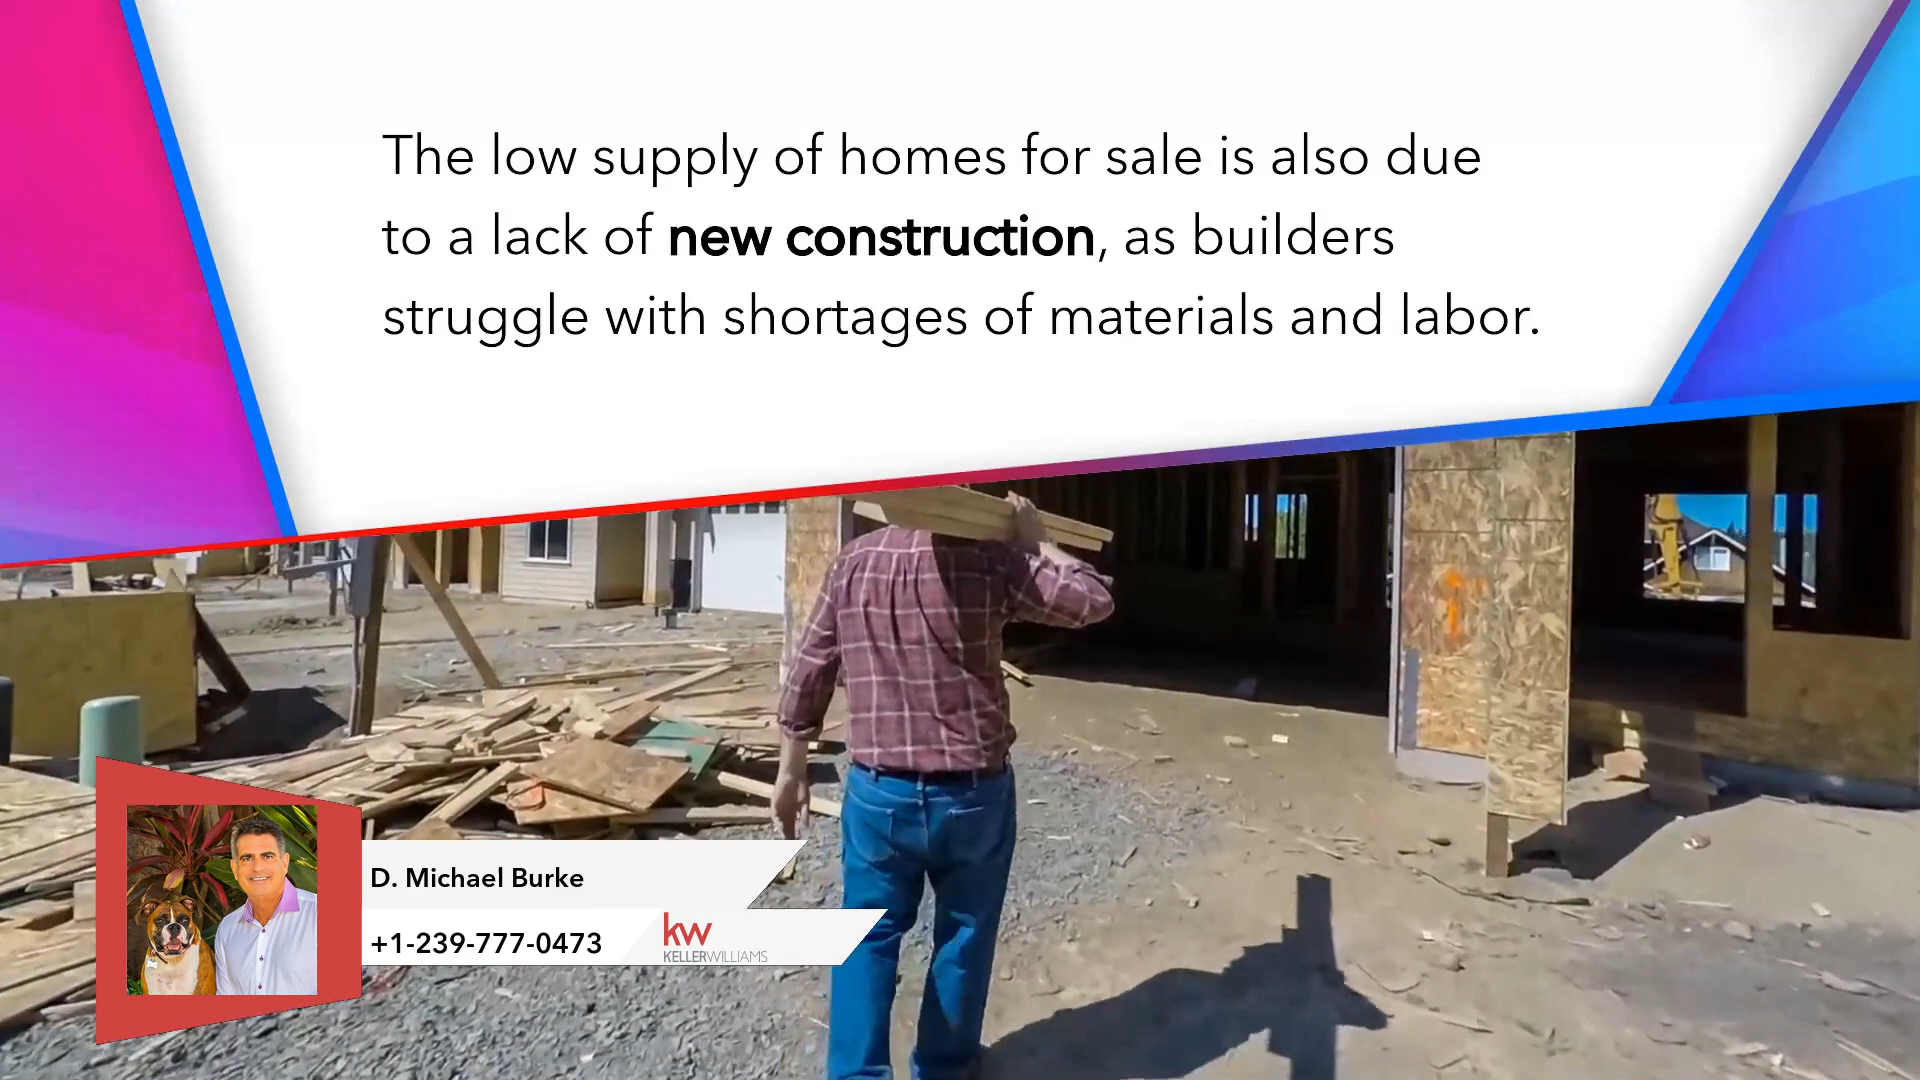 The low supply of homes for sale is also due
to a lack of new construction, as builders
struggle with shortages of materials and labor.
D. Michael Burke
+1-239-777-0473
kw
KELLERWILLIAMS